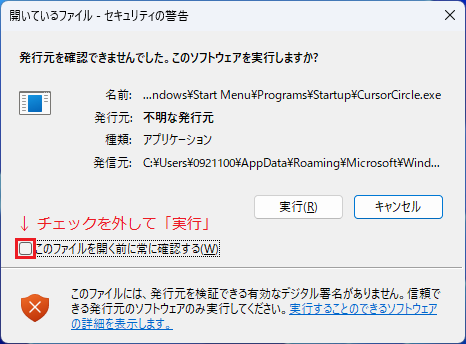 開いているファイル - セキュリティの警告
発行元を確認できませんでした。このソフトウェアを実行しますか?
名前: ...ndows¥Start Menu¥Programs¥Startup¥CursorCircle.exe
発行元: 不明な発行元
種類: アプリケーション
発信元: C:¥Users¥0921100¥AppData¥Roaming¥Microsoft¥Wind...
実行(R) キャンセル
↓ チェックを外して「実行」
このファイルを開く前に常に確認する(W)
このファイルには、発行元を検証できる有効なデジタル署名がありません。信頼で
きる発行元のソフトウェアのみ実行してください。実行することのできるソフトウェア
の詳細を表示します。